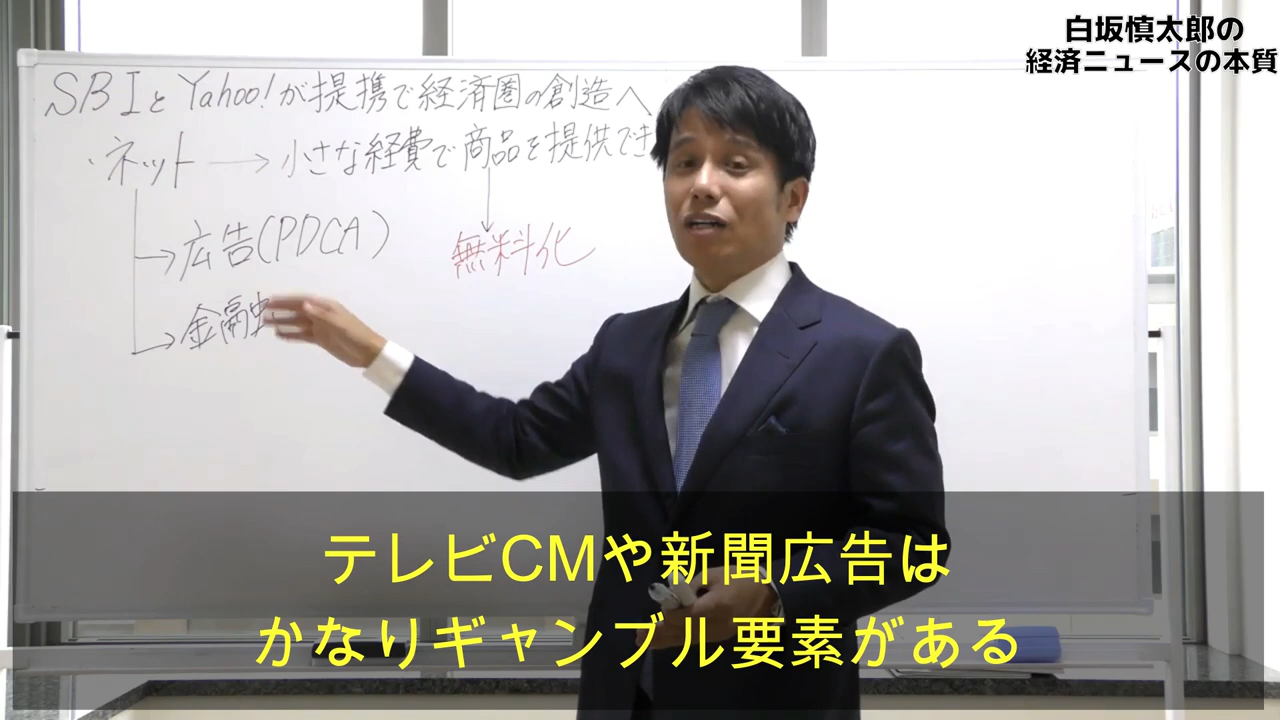 白坂慎太郎の
経済ニュースの本質
SBIとYahoo!が提携で経済圏の創造へ
・ネット → 小さな経費で商品を提供でき
→ 広告(PDCA)
無料化
→ 金融
テレビCMや新聞広告は
かなりギャンブル要素がある